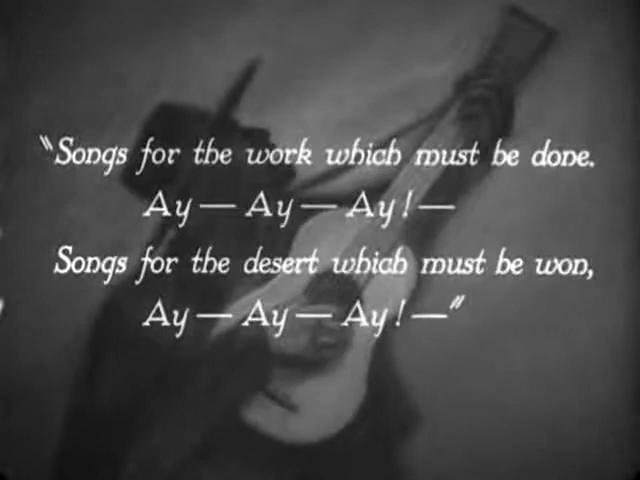 "Songs for the work which must be done.
Ay — Ay — Ay! —
Songs for the desert which must be won,
Ay — Ay — Ay! —"